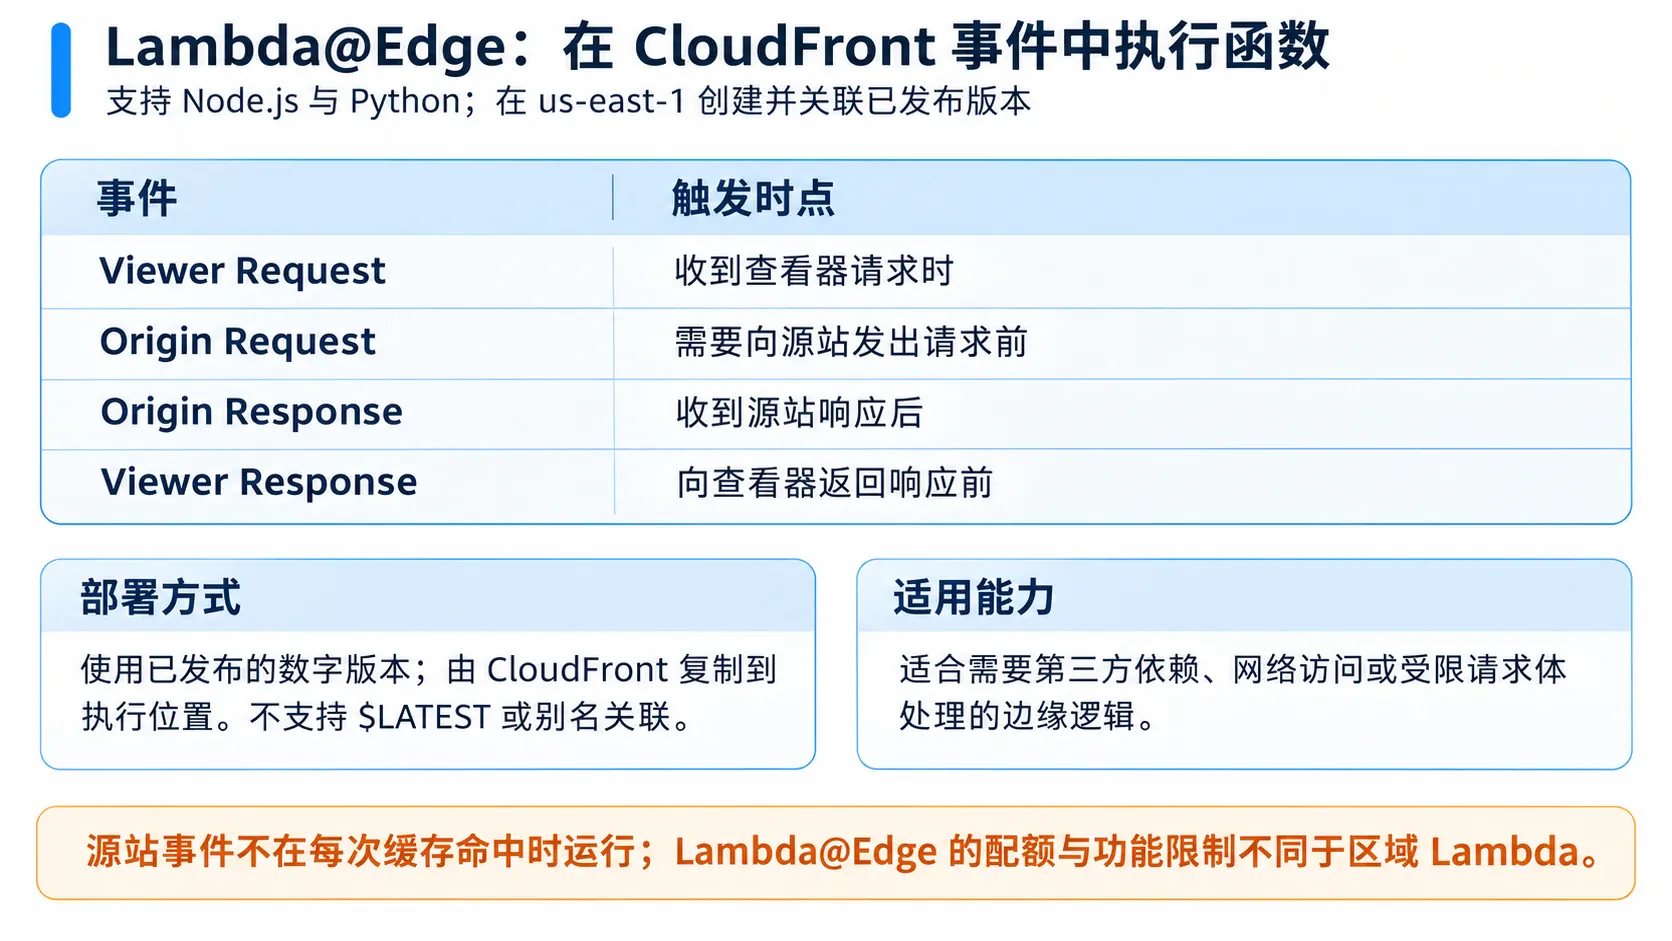 Lambda@Edge：在 CloudFront 事件中执行函数
支持 Node.js 与 Python；在 us-east-1 创建并关联已发布版本
事件
触发时点
Viewer Request
收到查看器请求时
Origin Request
需要向源站发出请求前
Origin Response
收到源站响应后
Viewer Response
向查看器返回响应前
部署方式
使用已发布的数字版本；由 CloudFront 复制到
执行位置。不支持 $LATEST 或别名关联。
适用能力
适合需要第三方依赖、网络访问或受限请求体
处理的边缘逻辑。
源站事件不在每次缓存命中时运行；Lambda@Edge 的配额与功能限制不同于区域 Lambda。